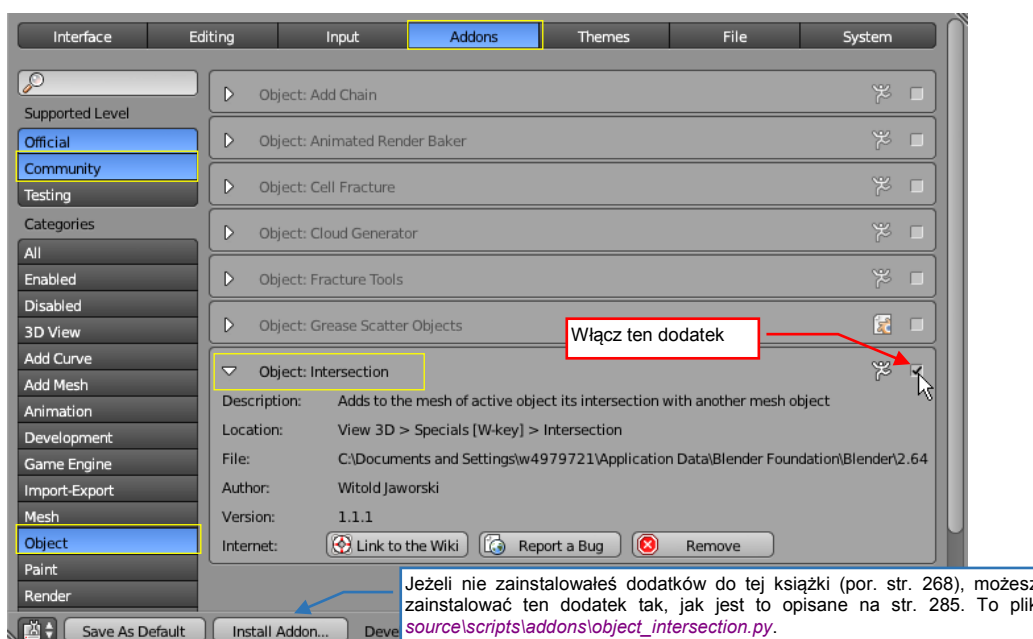 Interface Editing Input Addons Themes File System
Supported Level
Official
Community
Testing
Categories
All
Enabled
Disabled
3D View
Add Curve
Add Mesh
Animation
Development
Game Engine
Import-Export
Mesh
Object
Paint
Render
Object: Add Chain
Object: Animated Render Baker
Object: Cell Fracture
Object: Cloud Generator
Object: Fracture Tools
Object: Grease Scatter Objects
Włącz ten dodatek
Object: Intersection
Description: Adds to the mesh of active object its intersection with another mesh object
Location: View 3D > Specials [W-key] > Intersection
File: C:\Documents and Settings\w4979721\Application Data\Blender Foundation\Blender\2.64
Author: Witold Jaworski
Version: 1.1.1
Internet: Link to the Wiki Report a Bug Remove
Jeżeli nie zainstalowałeś dodatków do tej książki (por. str. 268), możesz
zainstalować ten dodatek tak, jak jest to opisane na str. 285. To plik
source\scripts\addons\object_intersection.py.
Save As Default Install Addon... Deve